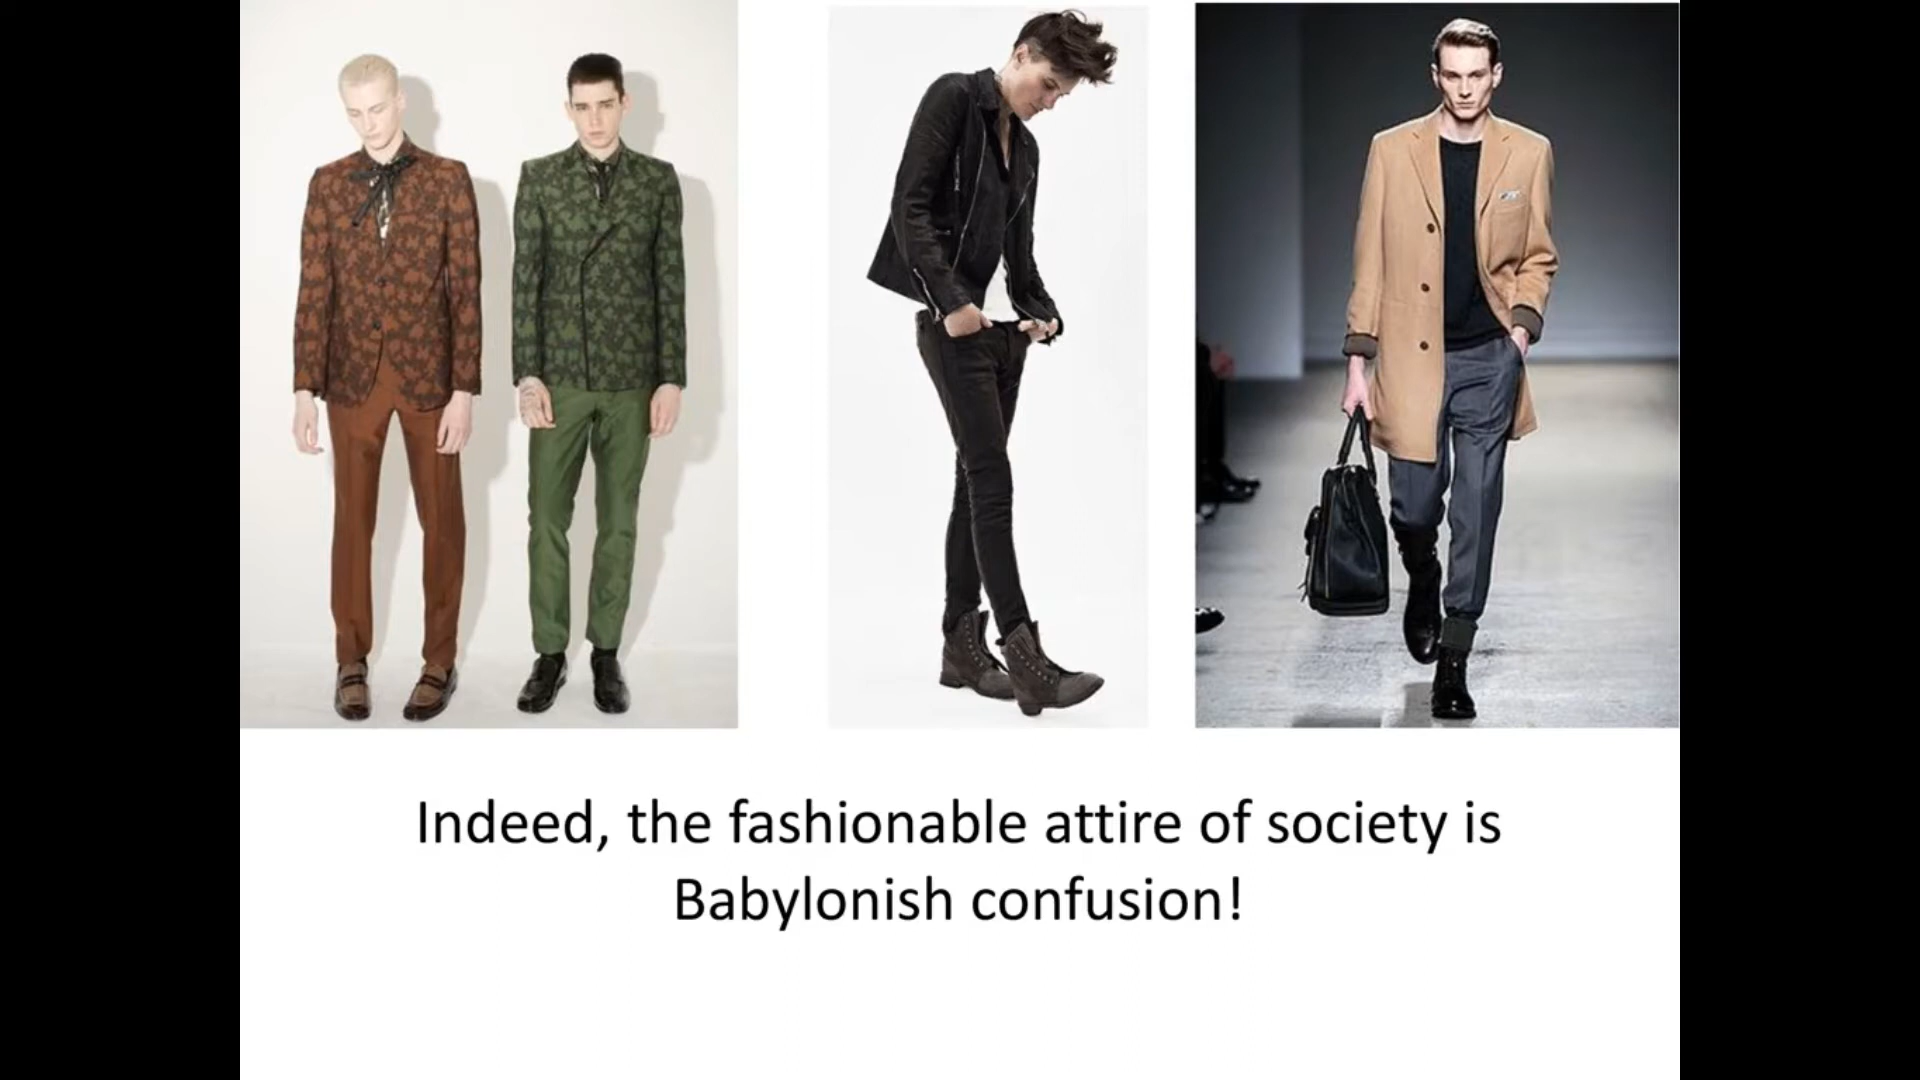 Indeed, the fashionable attire of society is
Babylonish confusion!